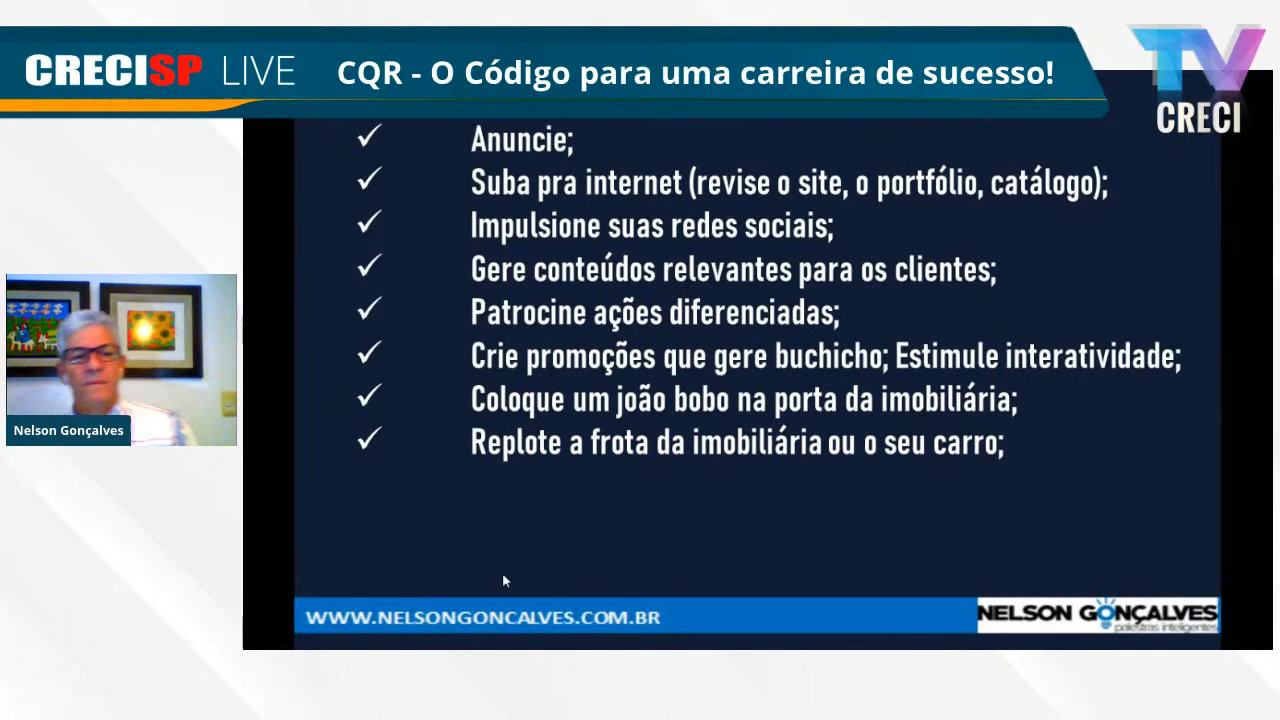 CRECISP LIVE
CQR - O Código para uma carreira de sucesso!
TV
CRECI
✓ Anuncie;
✓ Suba pra internet (revise o site, o portfólio, catálogo);
✓ Impulsione suas redes sociais;
✓ Gere conteúdos relevantes para os clientes;
✓ Patrocine ações diferenciadas;
✓ Crie promoções que gere buchicho; Estimule interatividade;
✓ Coloque um joão bobo na porta da imobiliária;
✓ Replote a frota da imobiliária ou o seu carro;
Nelson Gonçalves
WWW.NELSONGONCALVES.COM.BR
NELSON GONÇALVES
palestras inteligentes